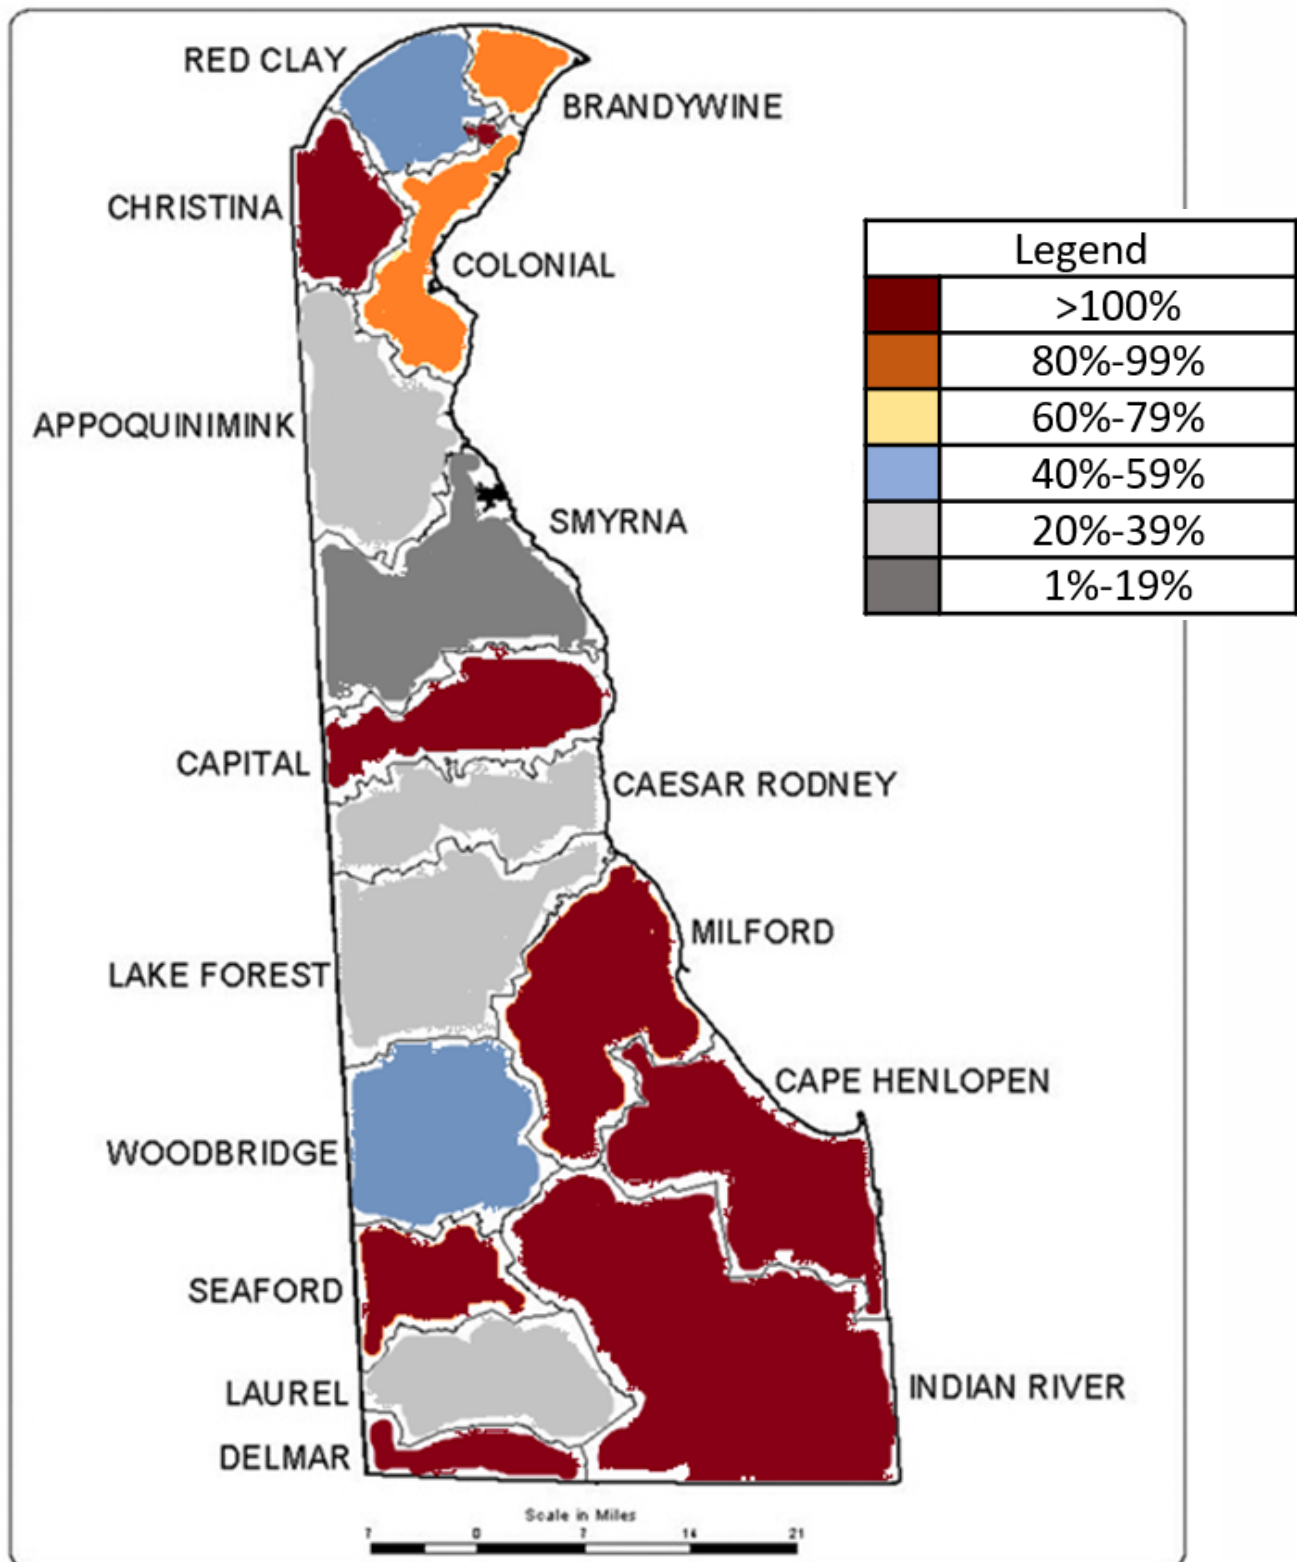 RED CLAY
BRANDYWINE
CHRISTINA
COLONIAL
Legend
>100%
80%-99%
60%-79%
40%-59%
20%-39%
1%-19%
APPOQUINIMINK
SMYRNA
CAPITAL
CAESAR RODNEY
MILFORD
LAKE FOREST
CAPE HENLOPEN
WOODBRIDGE
SEAFORD
LAUREL
INDIAN RIVER
DELMAR
Scale in Miles
7 0 7 14 21